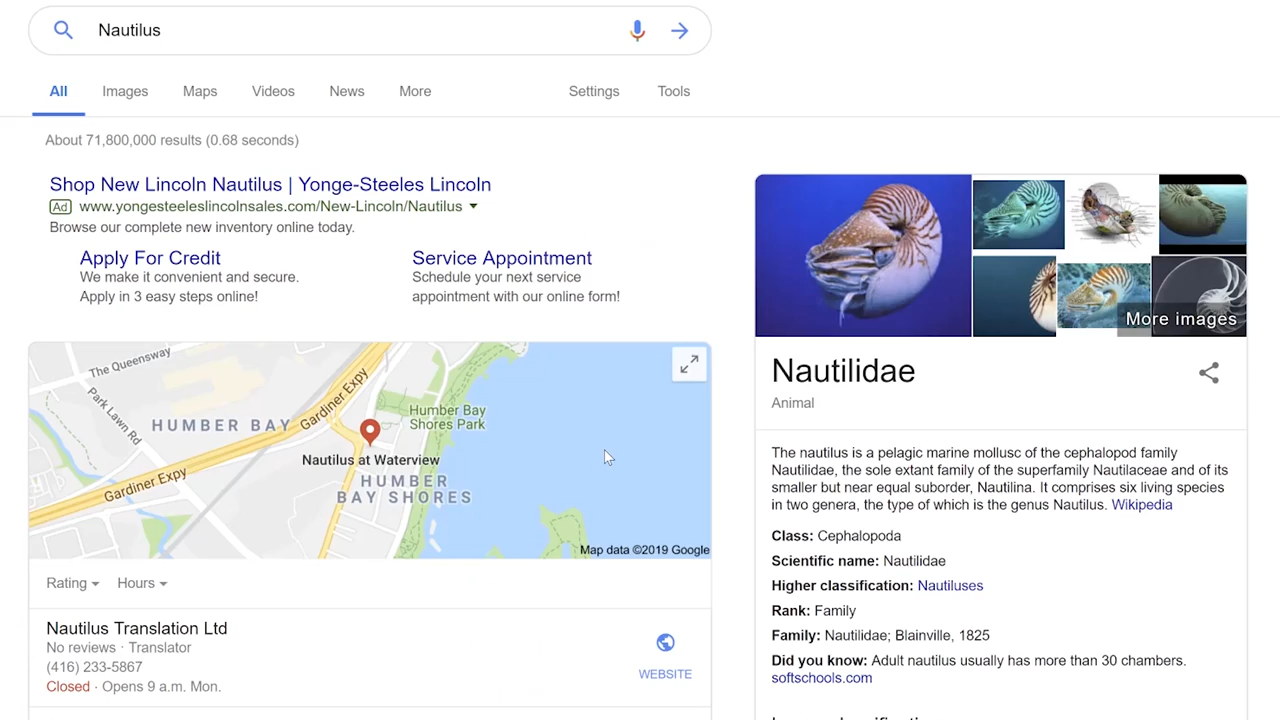 Nautilus
All Images Maps Videos News More Settings Tools
About 71,800,000 results (0.68 seconds)
Shop New Lincoln Nautilus | Yonge-Steeles Lincoln
Ad www.yongesteeleslincolnsales.com/New-Lincoln/Nautilus
Browse our complete new inventory online today.
Apply For Credit
We make it convenient and secure.
Apply in 3 easy steps online!
Service Appointment
Schedule your next service
appointment with our online form!
The Queensway
Park Lawn Rd
HUMBER BAY
Gardiner Expy
Humber Bay
Shores Park
Nautilus at Waterview
Gardiner Expy
HUMBER
BAY SHORES
Map data ©2019 Google
Rating Hours
Nautilus Translation Ltd
No reviews · Translator
(416) 233-5867
Closed · Opens 9 a.m. Mon.
WEBSITE
More images
Nautilidae
Animal
The nautilus is a pelagic marine mollusc of the cephalopod family
Nautilidae, the sole extant family of the superfamily Nautilaceae and of its
smaller but near equal suborder, Nautilina. It comprises six living species
in two genera, the type of which is the genus Nautilus. Wikipedia
Class: Cephalopoda
Scientific name: Nautilidae
Higher classification: Nautiluses
Rank: Family
Family: Nautilidae; Blainville, 1825
Did you know: Adult nautilus usually has more than 30 chambers.
softschools.com